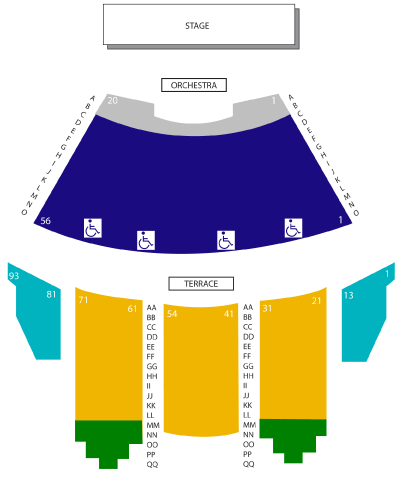 STAGE
ORCHESTRA
A 20 1 A
B B
C C
D D
E E
F F
G G
H H
I I
J J
K K
L L
M M
N N
O O
56 1
TERRACE
93 1
81 13
71 61 54 41 31 21
AA AA
BB BB
CC CC
DD DD
EE EE
FF FF
GG GG
HH HH
II II
JJ JJ
KK KK
LL LL
MM MM
NN NN
OO OO
PP PP
QQ QQ